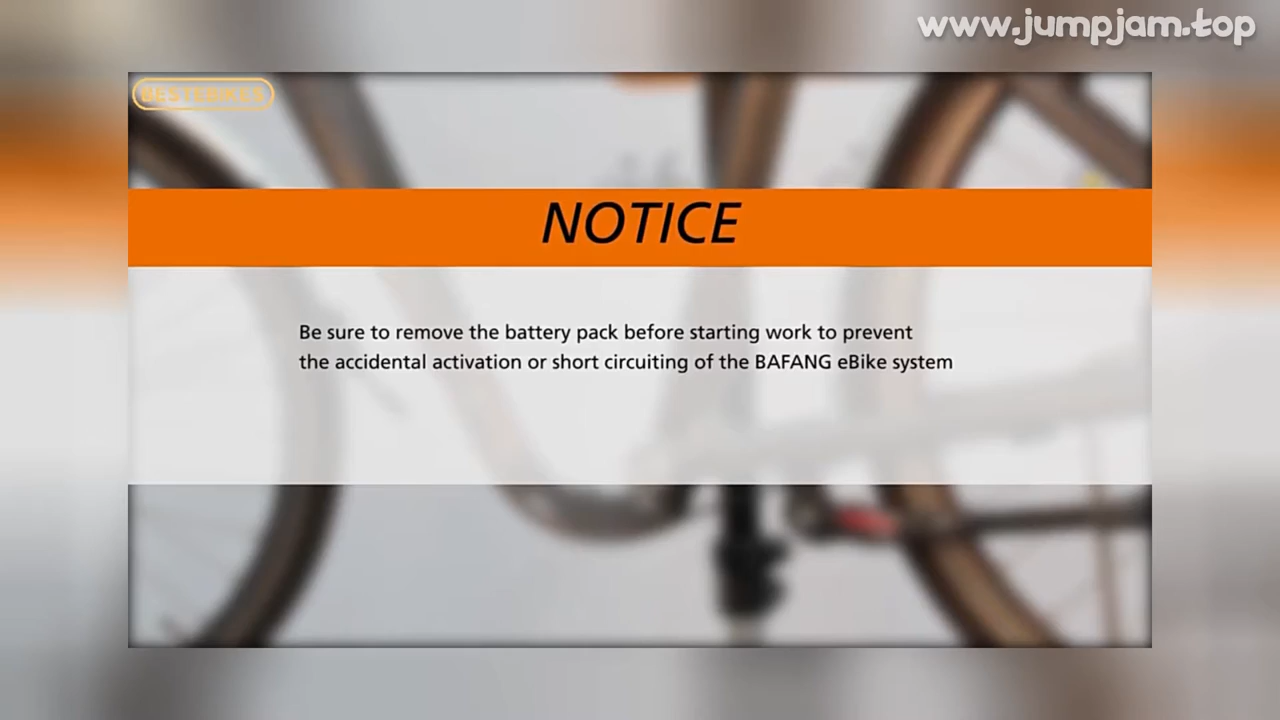 www.jumpjam.top
BESTEBIKES
NOTICE
Be sure to remove the battery pack before starting work to prevent
the accidental activation or short circuiting of the BAFANG eBike system